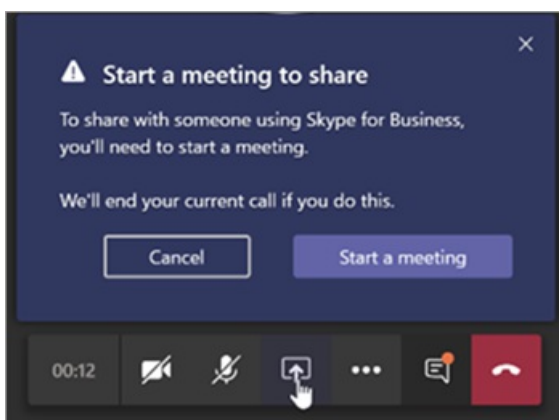 Start a meeting to share
To share with someone using Skype for Business,
you'll need to start a meeting.
We'll end your current call if you do this.
Cancel
Start a meeting
00:12